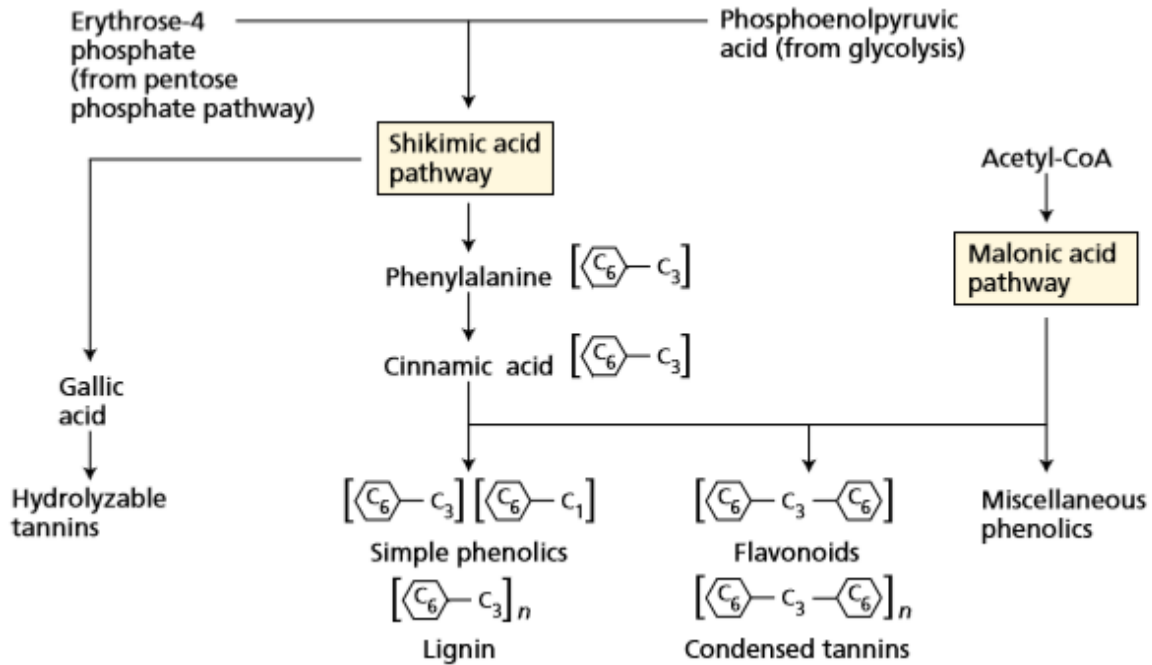 Erythrose-4
phosphate
(from pentose
phosphate pathway)
Phosphoenolpyruvic
acid (from glycolysis)
Shikimic acid
pathway
Acetyl-CoA
Malonic acid
pathway
Phenylalanine [C6 — C3]
Cinnamic acid [C6 — C3]
Gallic
acid
Hydrolyzable
tannins
[C6 — C3] [C6 — C1]
Simple phenolics
[C6 — C3]n
Lignin
[C6 — C3 — C6]
Flavonoids
[C6 — C3 — C6]n
Condensed tannins
Miscellaneous
phenolics